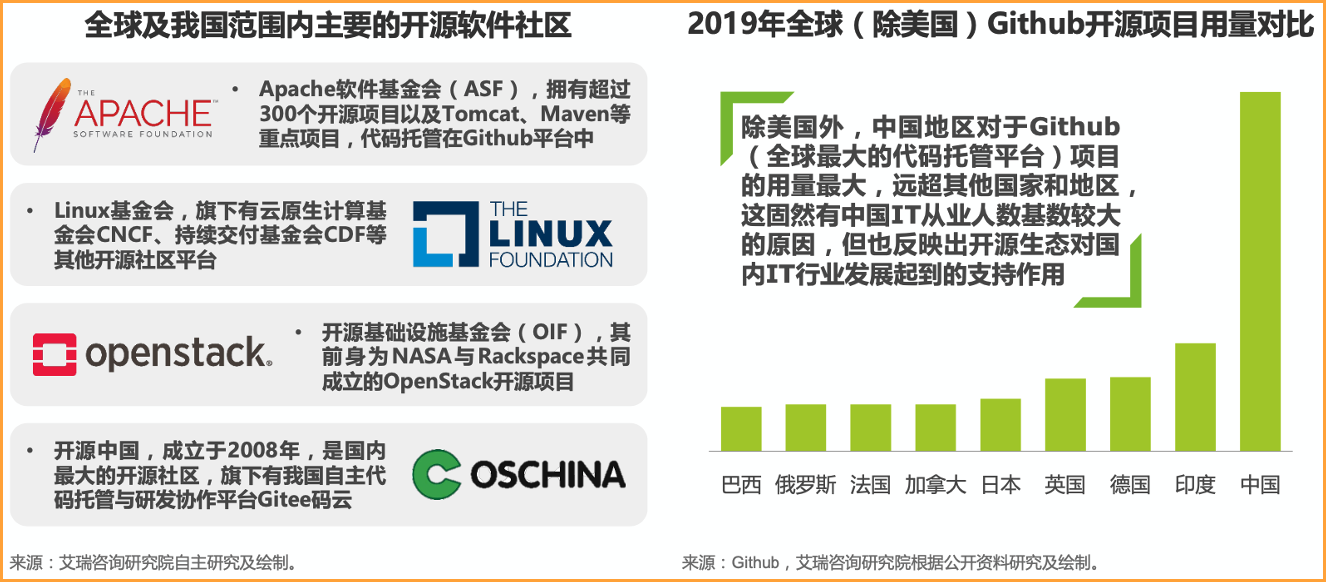 全球及我国范围内主要的开源软件社区
THE
APACHE™
SOFTWARE FOUNDATION
• Apache软件基金会（ASF），拥有超过
300个开源项目以及Tomcat、Maven等
重点项目，代码托管在Github平台中
• Linux基金会，旗下有云原生计算基
金会CNCF、持续交付基金会CDF等
其他开源社区平台
THE
LINUX
FOUNDATION
openstack®
• 开源基础设施基金会（OIF），其
前身为NASA与Rackspace共同
成立的OpenStack开源项目
• 开源中国，成立于2008年，是国内
最大的开源社区，旗下有我国自主代
码托管与研发协作平台Gitee码云
OSCHINA
来源：艾瑞咨询研究院自主研究及绘制。
2019年全球（除美国）Github开源项目用量对比
除美国外，中国地区对于Github
（全球最大的代码托管平台）项目
的用量最大，远超其他国家和地区，
这固然有中国IT从业人数基数较大
的原因，但也反映出开源生态对国
内IT行业发展起到的支持作用
巴西 俄罗斯 法国 加拿大 日本 英国 德国 印度 中国
来源：Github，艾瑞咨询研究院根据公开资料研究及绘制。